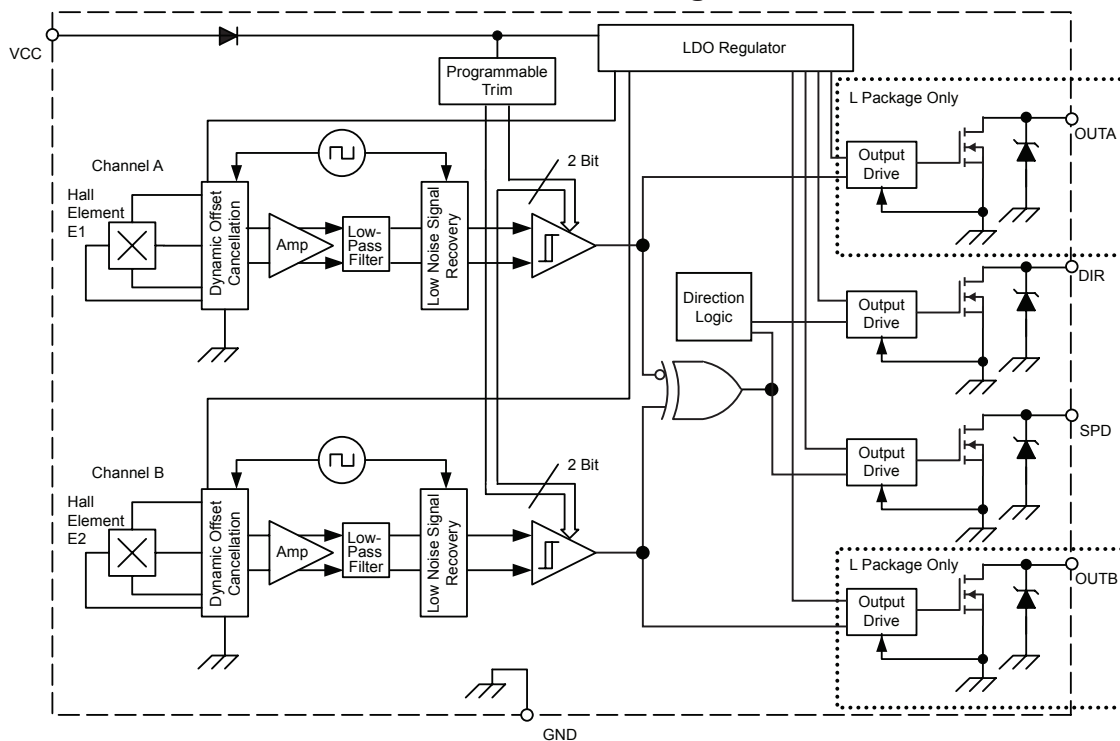 VCC
LDO Regulator
Programmable
Trim
L Package Only
OUTA
Output
Drive
Channel A
2 Bit
Hall
Element
E1
Dynamic Offset
Cancellation
Amp
Low-
Pass
Filter
Low Noise Signal
Recovery
DIR
Direction
Logic
Output
Drive
SPD
Output
Drive
Channel B
2 Bit
Hall
Element
E2
Dynamic Offset
Cancellation
Amp
Low-
Pass
Filter
Low Noise Signal
Recovery
L Package Only
OUTB
Output
Drive
GND